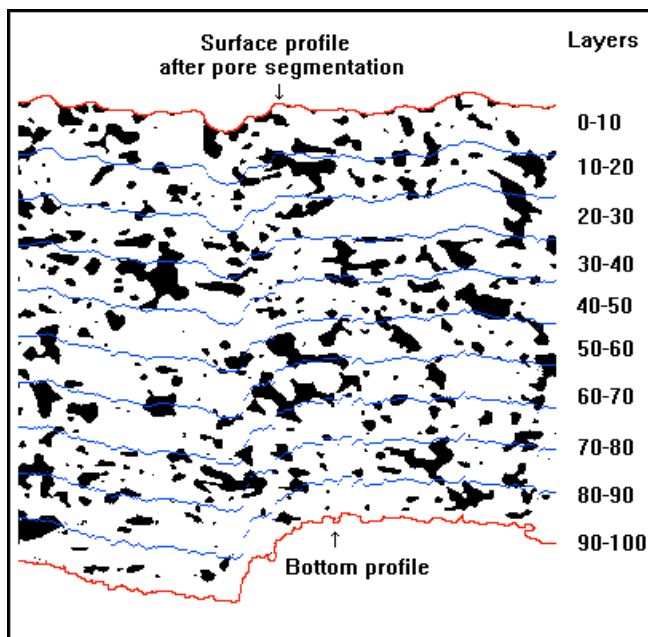 Surface profile
after pore segmentation
Layers
0-10
10-20
20-30
30-40
40-50
50-60
60-70
70-80
80-90
90-100
Bottom profile